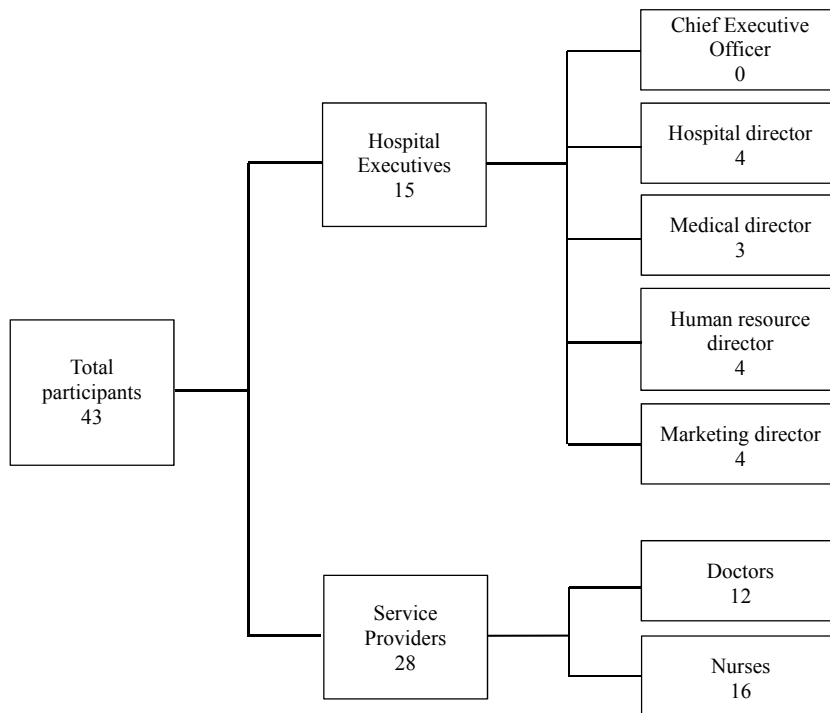 Chief Executive
Officer
0
Hospital
Executives
15
Hospital director
4
Medical director
3
Human resource
director
4
Marketing director
4
Total
participants
43
Service
Providers
28
Doctors
12
Nurses
16